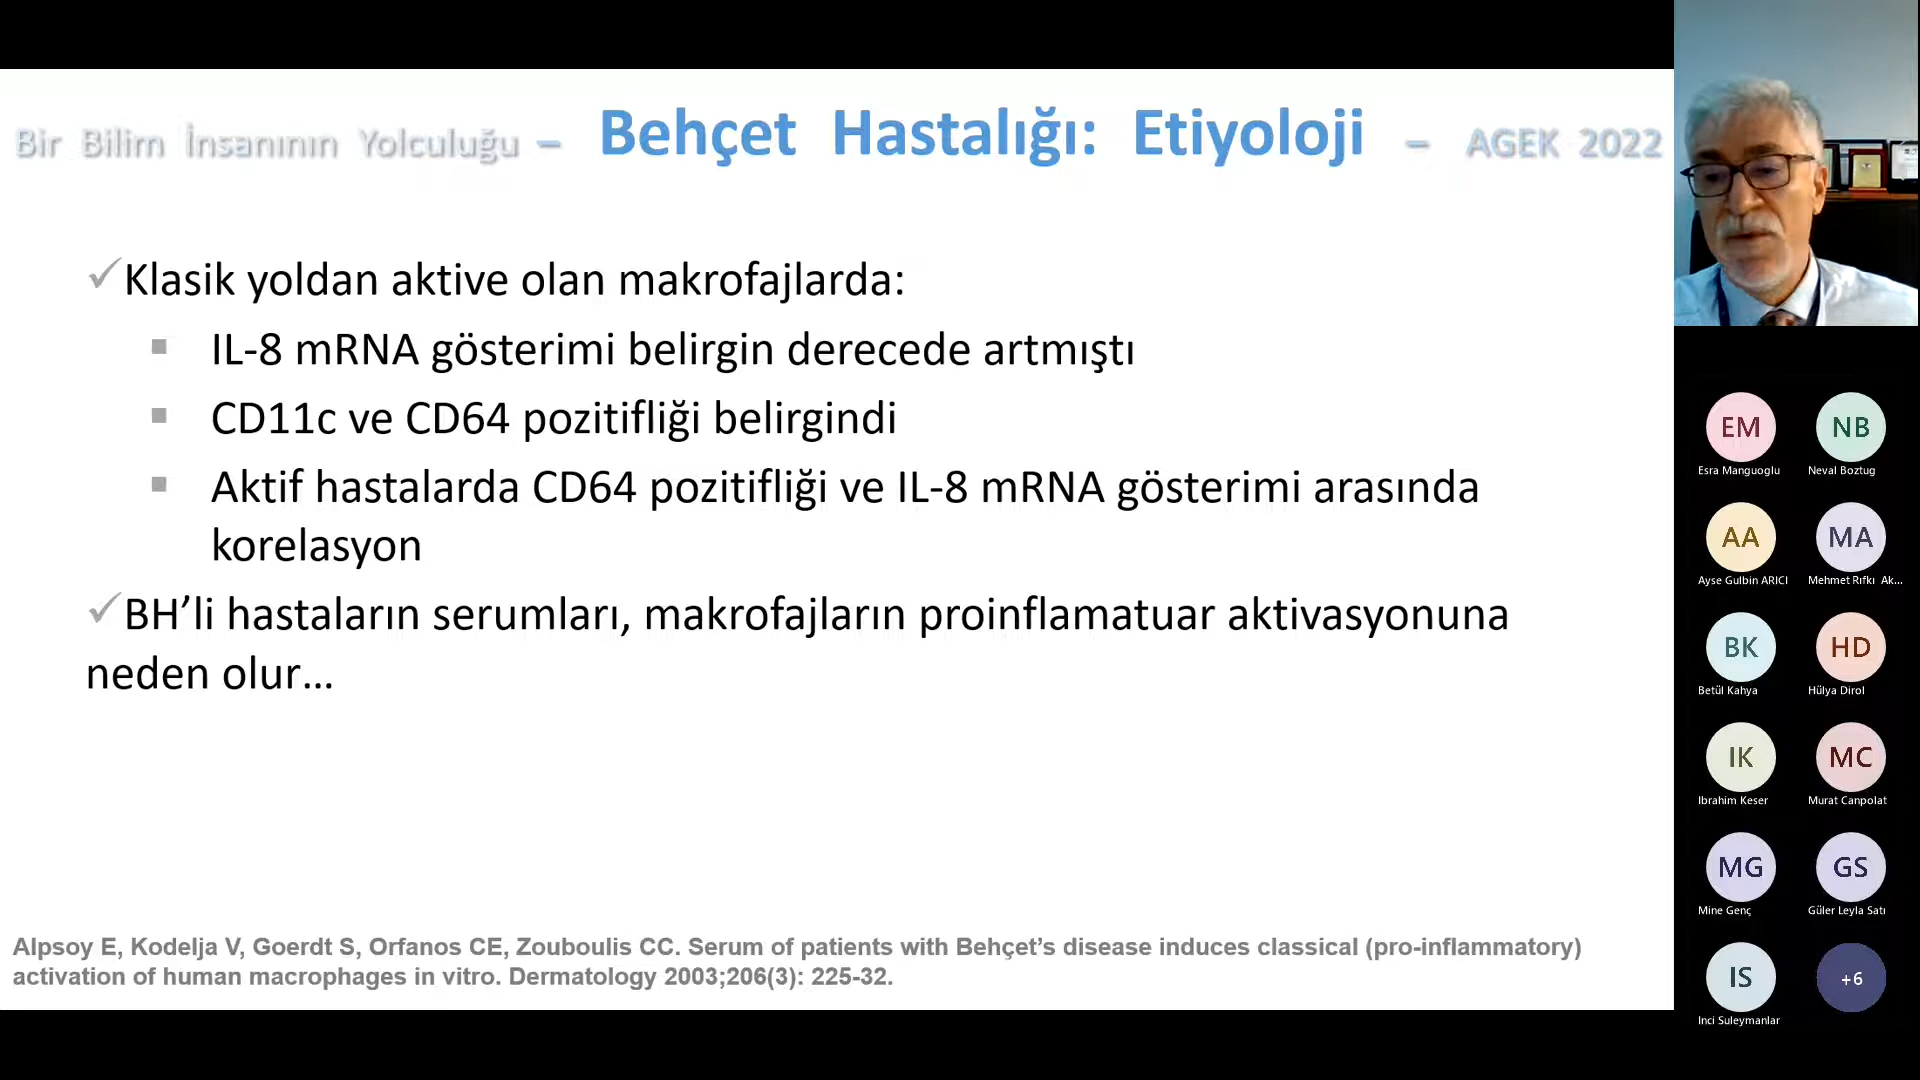 Bir Bilim İnsanının Yolculuğu – Behçet Hastalığı: Etiyoloji – AGEK 2022
✓Klasik yoldan aktive olan makrofajlarda:
▪ IL-8 mRNA gösterimi belirgin derecede artmıştı
▪ CD11c ve CD64 pozitifliği belirgindi
▪ Aktif hastalarda CD64 pozitifliği ve IL-8 mRNA gösterimi arasında
korelasyon
✓BH’li hastaların serumları, makrofajların proinflamatuar aktivasyonuna
neden olur…
Alpsoy E, Kodelja V, Goerdt S, Orfanos CE, Zouboulis CC. Serum of patients with Behçet’s disease induces classical (pro-inflammatory)
activation of human macrophages in vitro. Dermatology 2003;206(3): 225-32.
EM NB
Esra Manguoglu Neval Boztug
AA MA
Ayse Gulbin ARICI Mehmet Rıfkı Ak...
BK HD
Betül Kahya Hülya Dirol
IK MC
Ibrahim Keser Murat Canpolat
MG GS
Mine Genç Güler Leyla Satı
IS +6
Inci Suleymanlar